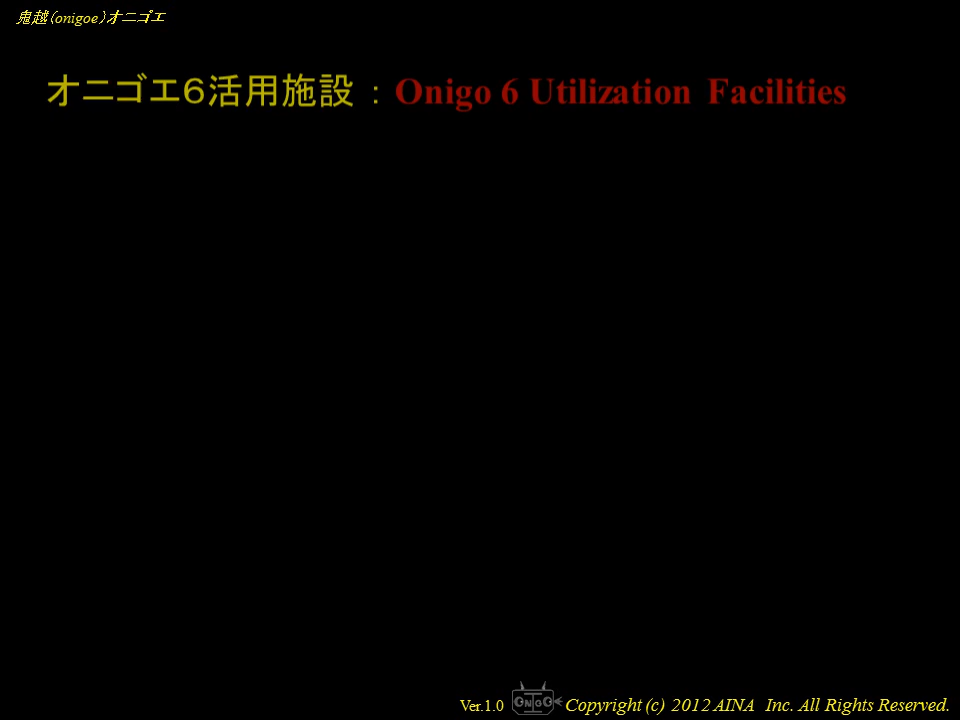 鬼越（onigoe）オニゴエ
オニゴエ６活用施設 ： Onigo 6 Utilization Facilities
Ver.1.0 ONIGO Copyright (c) 2012 AINA Inc. All Rights Reserved.